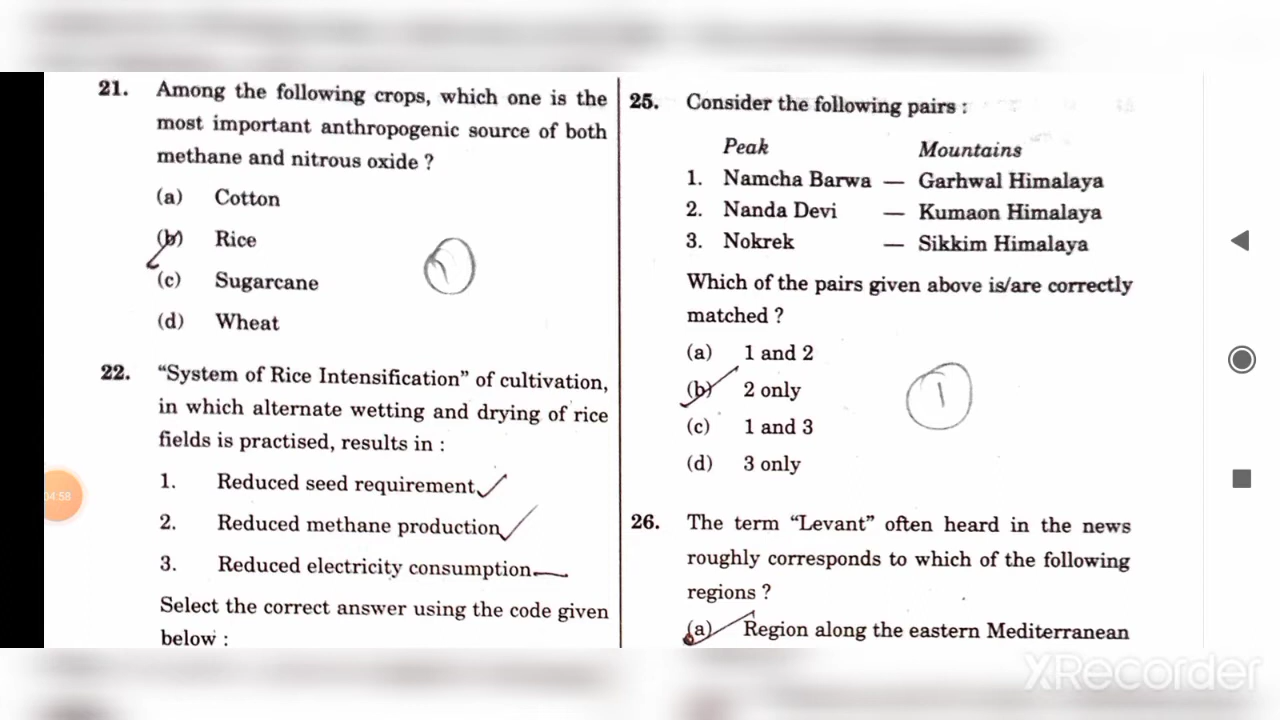 21. Among the following crops, which one is the
most important anthropogenic source of both
methane and nitrous oxide ?
(a) Cotton
(b) Rice
(c) Sugarcane
(d) Wheat
22. “System of Rice Intensification” of cultivation,
in which alternate wetting and drying of rice
fields is practised, results in :
1. Reduced seed requirement
2. Reduced methane production
3. Reduced electricity consumption
Select the correct answer using the code given
below :
25. Consider the following pairs :
Peak Mountains
1. Namcha Barwa — Garhwal Himalaya
2. Nanda Devi — Kumaon Himalaya
3. Nokrek — Sikkim Himalaya
Which of the pairs given above is/are correctly
matched ?
(a) 1 and 2
(b) 2 only
(c) 1 and 3
(d) 3 only
1
26. The term “Levant” often heard in the news
roughly corresponds to which of the following
regions ?
(a) Region along the eastern Mediterranean
04:58
XRecorder